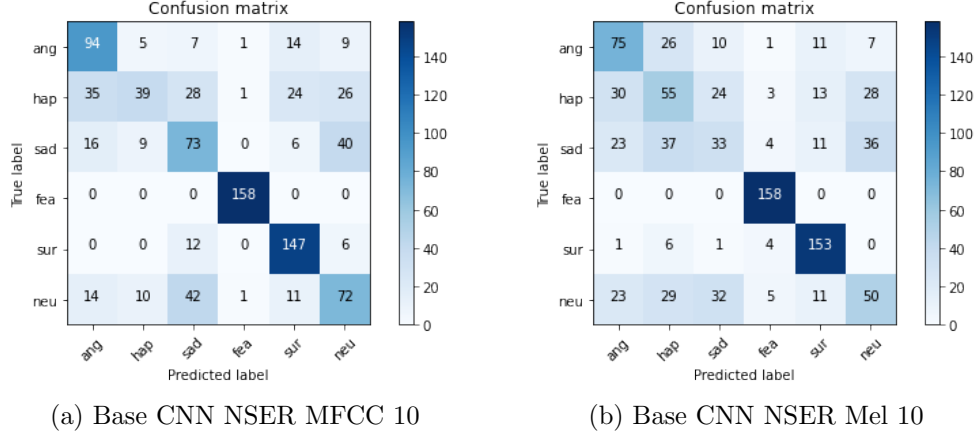 Confusion matrix
ang 94 5 7 1 14 9
hap 35 39 28 1 24 26
sad 16 9 73 0 6 40
fea 0 0 0 158 0 0
sur 0 0 12 0 147 6
neu 14 10 42 1 11 72
ang hap sad fea sur neu
True label
Predicted label
140
120
100
80
60
40
20
0
(a) Base CNN NSER MFCC 10
Confusion matrix
ang 75 26 10 1 11 7
hap 30 55 24 3 13 28
sad 23 37 33 4 11 36
fea 0 0 0 158 0 0
sur 1 6 1 4 153 0
neu 23 29 32 5 11 50
ang hap sad fea sur neu
True label
Predicted label
140
120
100
80
60
40
20
0
(b) Base CNN NSER Mel 10